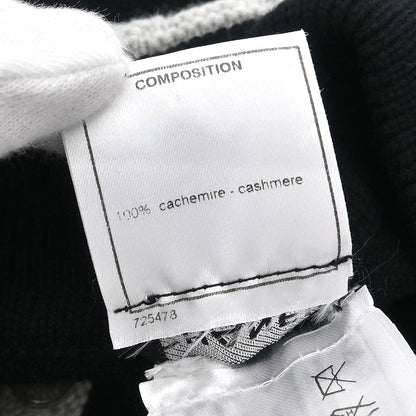 COMPOSITION
100% cachemire - cashmere
725478